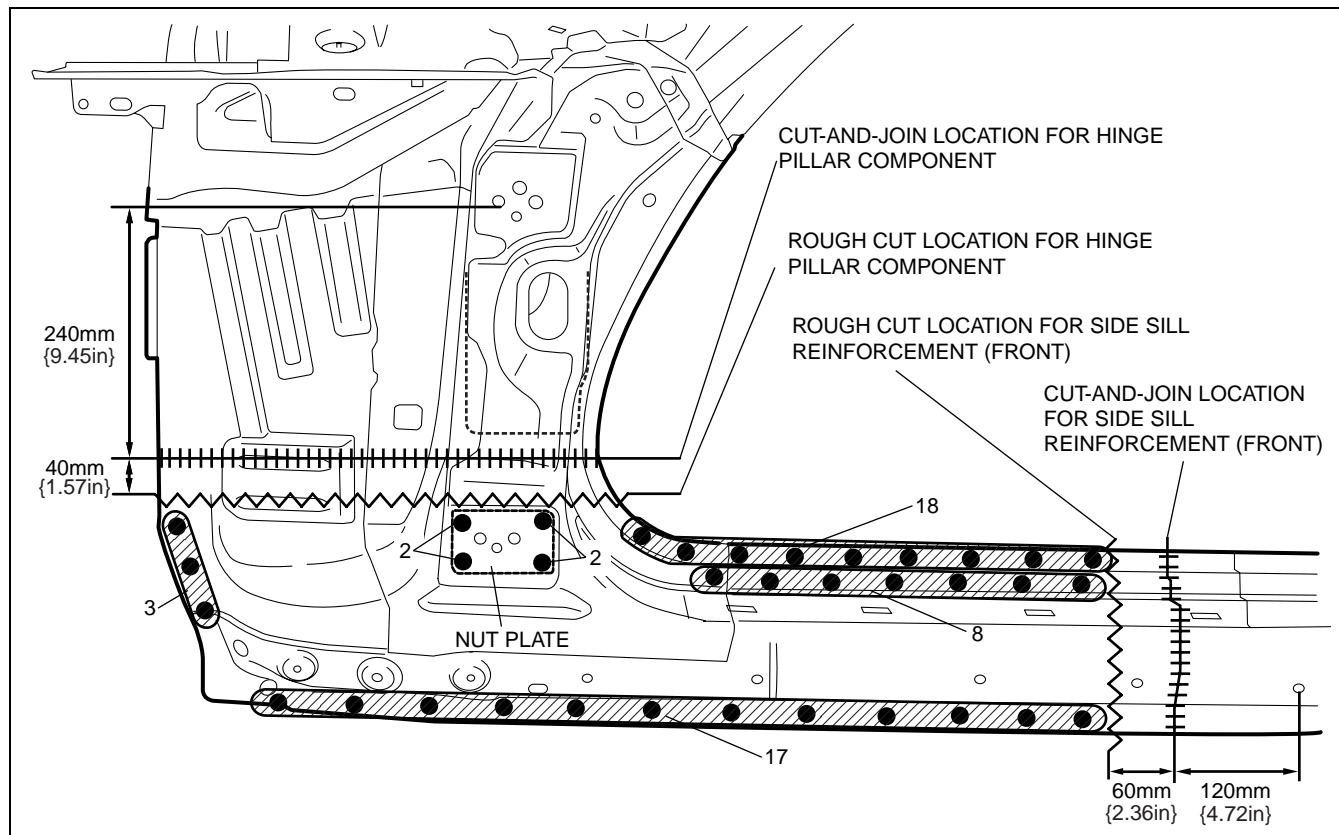 CUT-AND-JOIN LOCATION FOR HINGE
PILLAR COMPONENT
ROUGH CUT LOCATION FOR HINGE
PILLAR COMPONENT
ROUGH CUT LOCATION FOR SIDE SILL
REINFORCEMENT (FRONT)
CUT-AND-JOIN LOCATION
FOR SIDE SILL
REINFORCEMENT (FRONT)
240mm
{9.45in}
40mm
{1.57in}
18
2
2
3
NUT PLATE
8
17
60mm
{2.36in}
120mm
{4.72in}